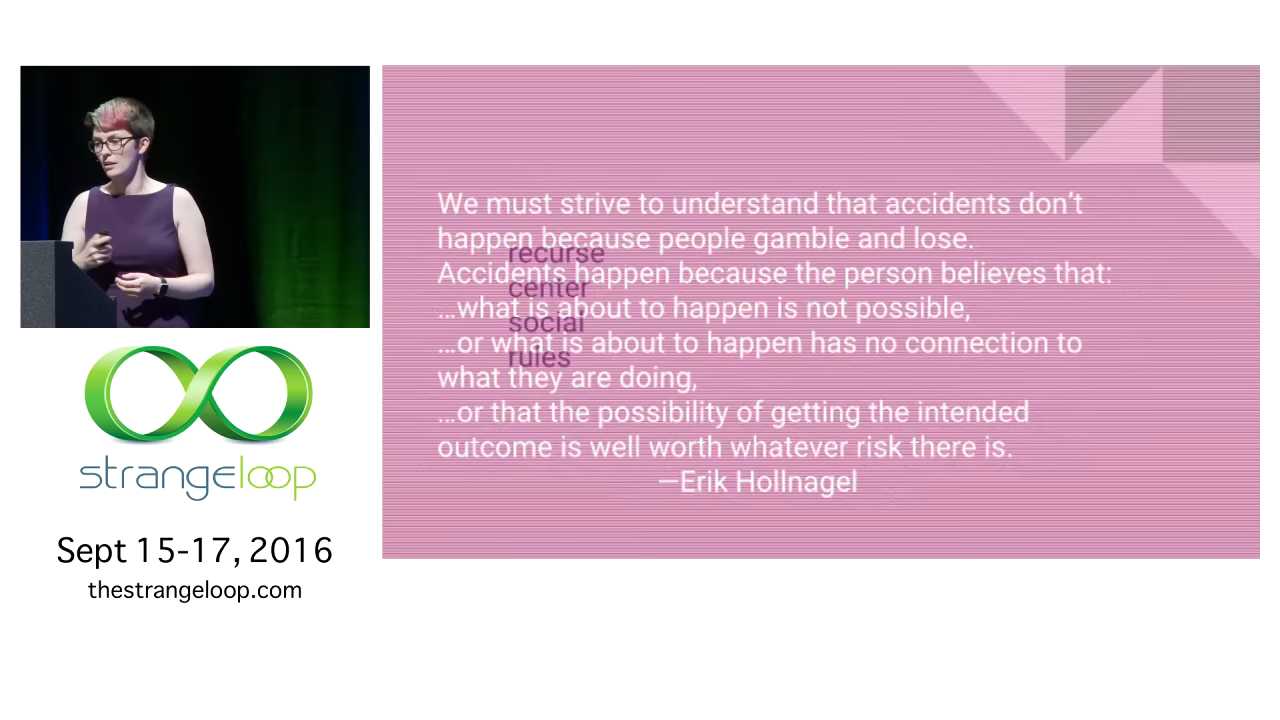 We must strive to understand that accidents don’t
happen because people gamble and lose.
Accidents happen because the person believes that:
…what is about to happen is not possible,
…or what is about to happen has no connection to
what they are doing,
…or that the possibility of getting the intended
outcome is well worth whatever risk there is.
—Erik Hollnagel
recurse
center
social
rules
strangeloop
Sept 15-17, 2016
thestrangeloop.com